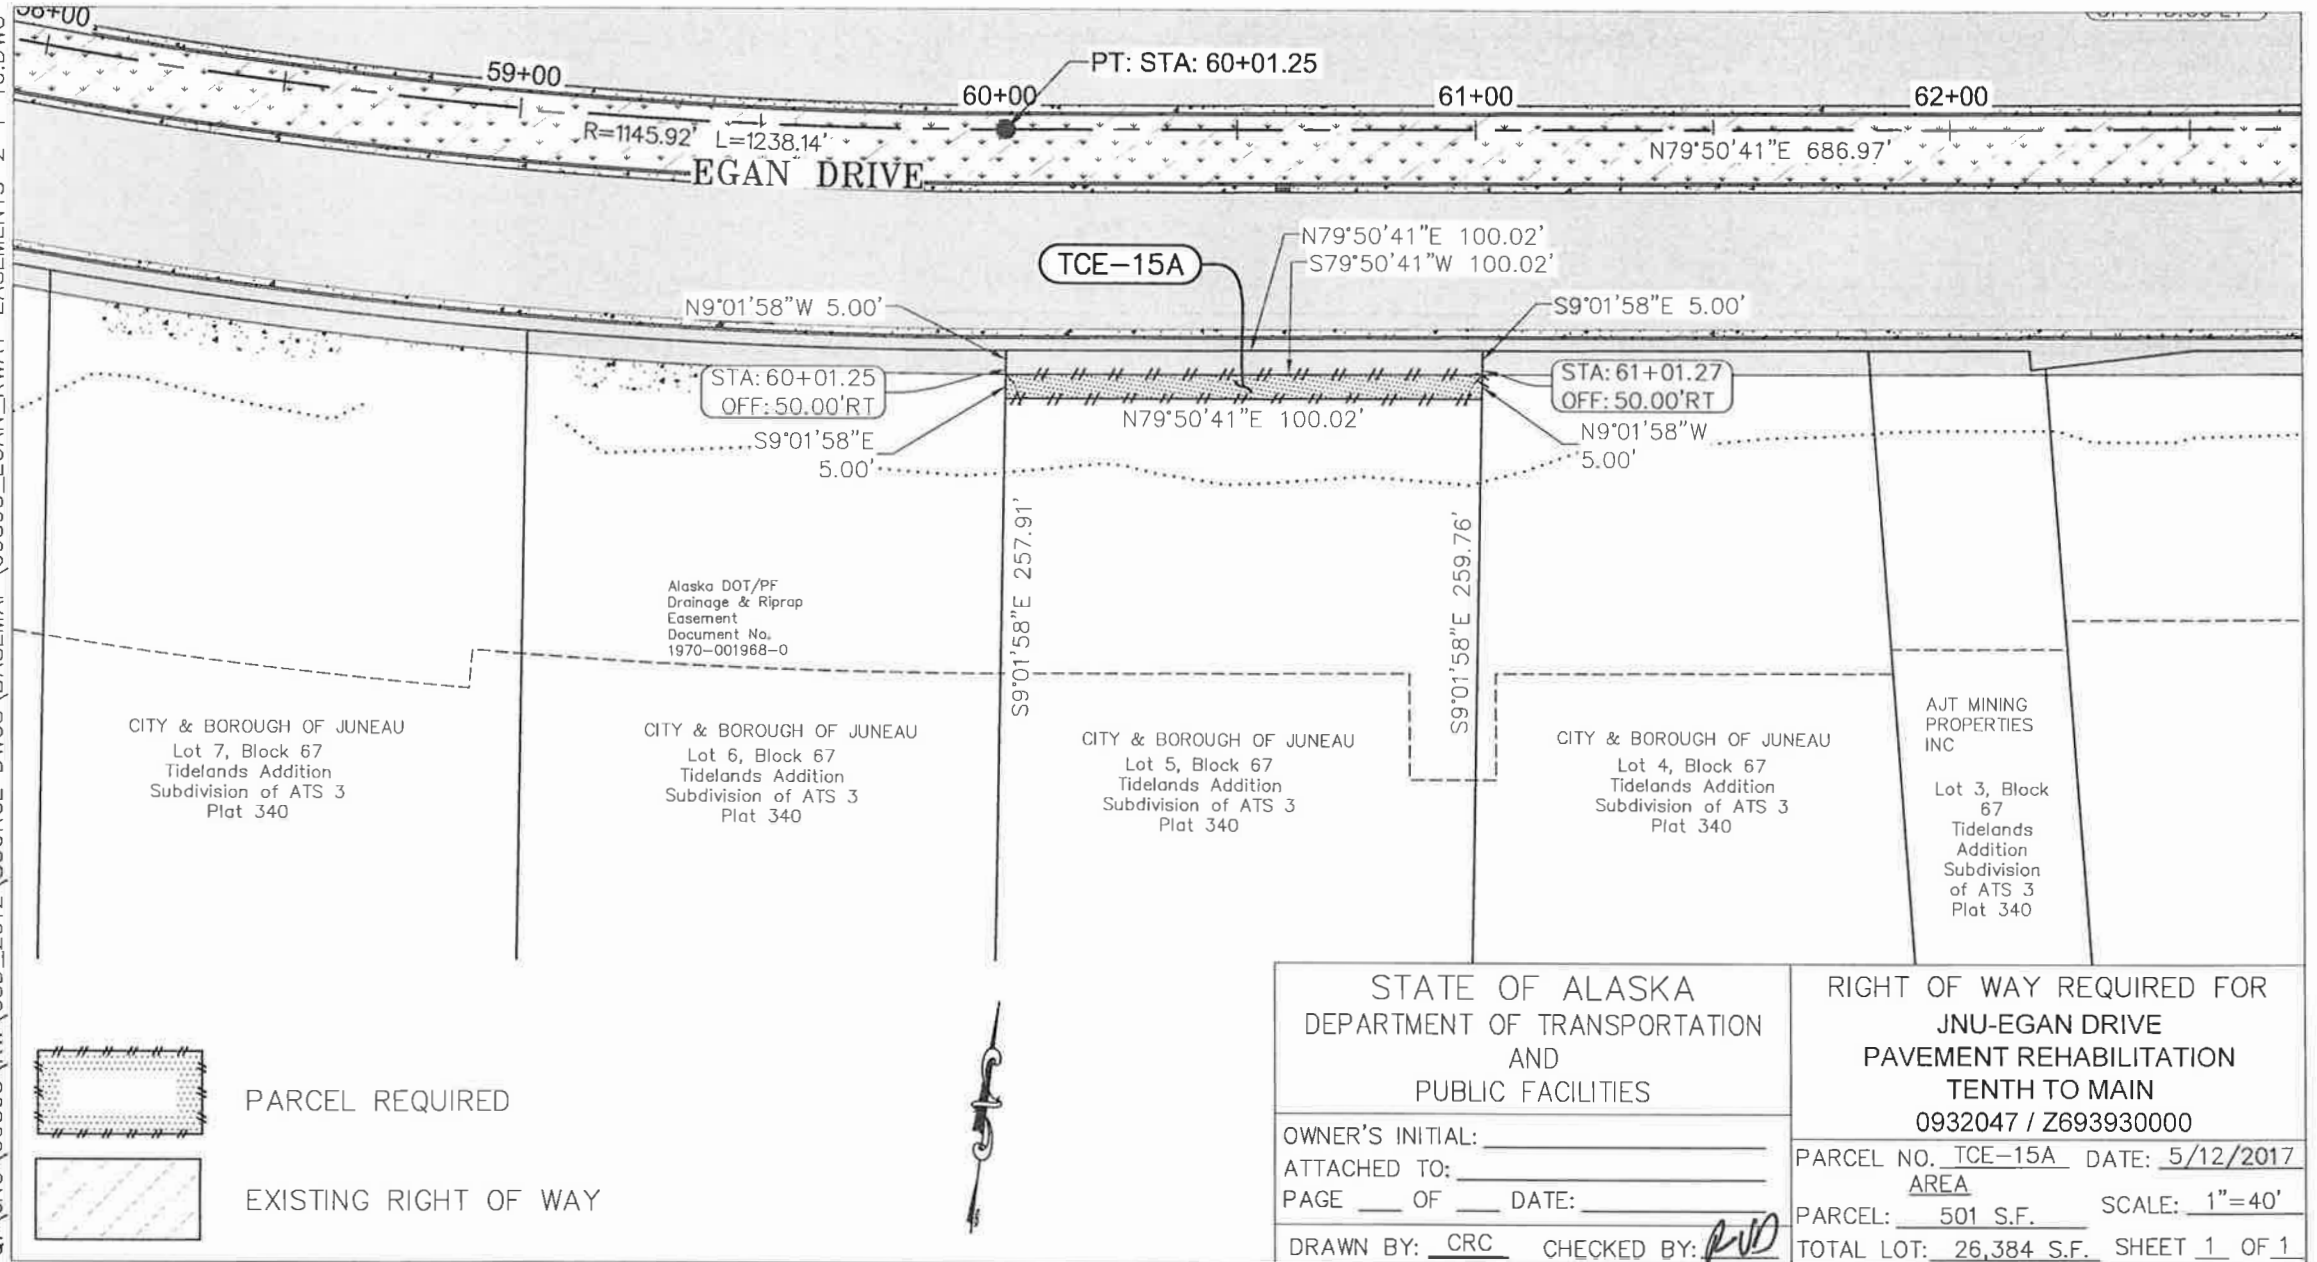 58+00
59+00
60+00
PT: STA: 60+01.25
61+00
62+00
R=1145.92' L=1238.14'
N79°50'41"E 686.97'
EGAN DRIVE
TCE-15A
N79°50'41"E 100.02'
S79°50'41"W 100.02'
N9°01'58"W 5.00'
S9°01'58"E 5.00'
STA: 60+01.25
OFF: 50.00'RT
STA: 61+01.27
OFF: 50.00'RT
N79°50'41"E 100.02'
S9°01'58"E
5.00'
N9°01'58"W
5.00'
S9°01'58"E 257.91'
S9°01'58"E 259.76'
Alaska DOT/PF
Drainage & Riprap
Easement
Document No.
1970-001968-0
CITY & BOROUGH OF JUNEAU
Lot 7, Block 67
Tidelands Addition
Subdivision of ATS 3
Plat 340
CITY & BOROUGH OF JUNEAU
Lot 6, Block 67
Tidelands Addition
Subdivision of ATS 3
Plat 340
CITY & BOROUGH OF JUNEAU
Lot 5, Block 67
Tidelands Addition
Subdivision of ATS 3
Plat 340
CITY & BOROUGH OF JUNEAU
Lot 4, Block 67
Tidelands Addition
Subdivision of ATS 3
Plat 340
AJT MINING
PROPERTIES
INC
Lot 3, Block
67
Tidelands
Addition
Subdivision
of ATS 3
Plat 340
PARCEL REQUIRED
EXISTING RIGHT OF WAY
STATE OF ALASKA
DEPARTMENT OF TRANSPORTATION
AND
PUBLIC FACILITIES
OWNER'S INITIAL:
ATTACHED TO:
PAGE ___ OF ___ DATE:
DRAWN BY: CRC CHECKED BY:
RIGHT OF WAY REQUIRED FOR
JNU-EGAN DRIVE
PAVEMENT REHABILITATION
TENTH TO MAIN
0932047 / Z693930000
PARCEL NO. TCE-15A DATE: 5/12/2017
AREA
PARCEL: 501 S.F. SCALE: 1"=40'
TOTAL LOT: 26,384 S.F. SHEET 1 OF 1